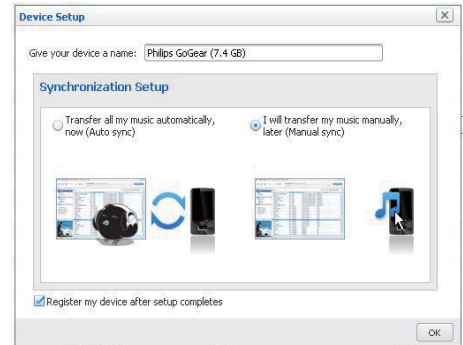 Device Setup
Give your device a name: Philips GoGear (7.4 GB)
Synchronization Setup
Transfer all my music automatically,
now (Auto sync)
I will transfer my music manually,
later (Manual sync)
Register my device after setup completes
OK